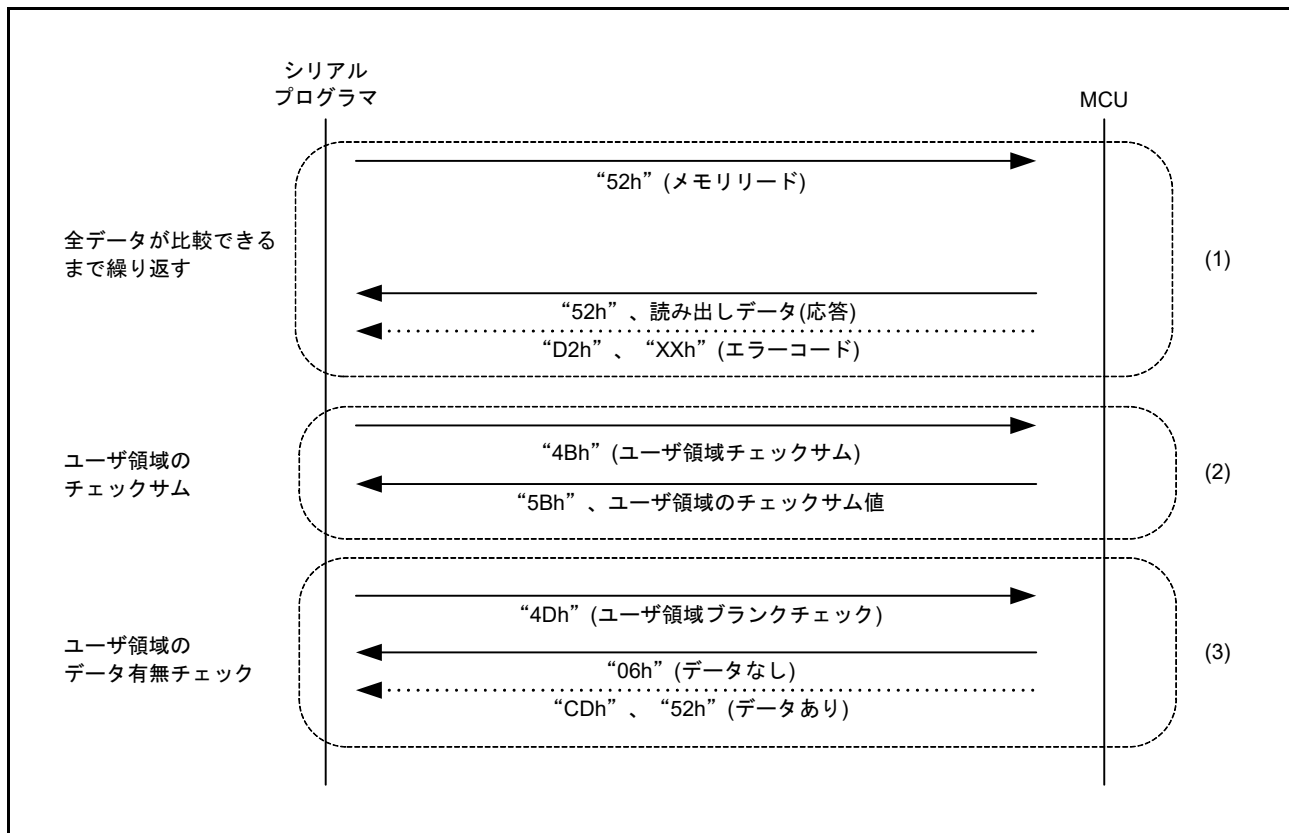 シリアル
プログラマ
MCU
“52h” (メモリリード)
全データが比較できる
まで繰り返す
(1)
“52h” 、読み出しデータ(応答)
“D2h” 、 “XXh” (エラーコード)
“4Bh” (ユーザ領域チェックサム)
ユーザ領域の
チェックサム
(2)
“5Bh” 、ユーザ領域のチェックサム値
“4Dh” (ユーザ領域ブランクチェック)
ユーザ領域の
データ有無チェック
(3)
“06h” (データなし)
“CDh” 、 “52h” (データあり)